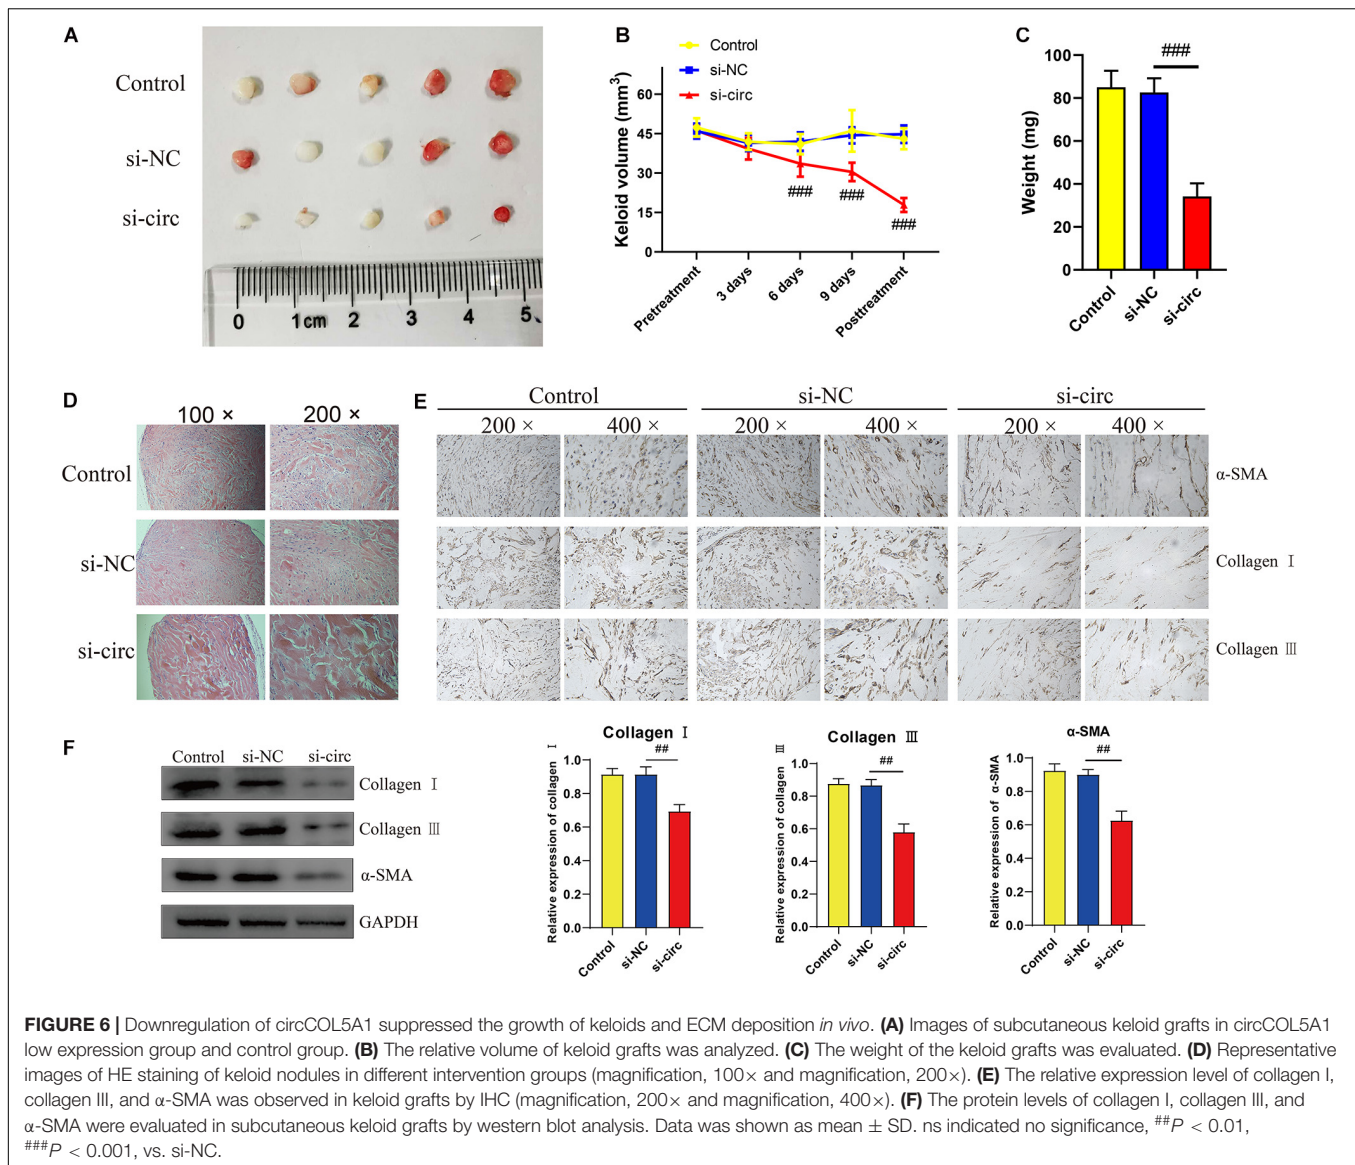 A
Control
si-NC
si-circ
0 1cm 2 3 4 5
B
Control
si-NC
si-circ
Keloid volume (mm³)
60
45
30
15
0
###
###
###
Pretreatment
3 days
6 days
9 days
Posttreatment
C
###
Weight (mg)
100
80
60
40
20
0
Control
si-NC
si-circ
D
100 × 200 ×
Control
si-NC
si-circ
E
Control si-NC si-circ
200 × 400 × 200 × 400 × 200 × 400 ×
α-SMA
Collagen Ⅰ
Collagen Ⅲ
F
Control si-NC si-circ
Collagen Ⅰ
Collagen Ⅲ
α-SMA
GAPDH
Collagen Ⅰ
##
Relative expression of collagen Ⅰ
1.0
0.8
0.6
0.4
0.2
0.0
Control
si-NC
si-circ
Collagen Ⅲ
##
Relative expression of collagen Ⅲ
1.0
0.8
0.6
0.4
0.2
0.0
Control
si-NC
si-circ
α-SMA
##
Relative expression of α-SMA
1.0
0.8
0.6
0.4
0.2
0.0
Control
si-NC
si-circ
FIGURE 6 | Downregulation of circCOL5A1 suppressed the growth of keloids and ECM deposition in vivo. (A) Images of subcutaneous keloid grafts in circCOL5A1
low expression group and control group. (B) The relative volume of keloid grafts was analyzed. (C) The weight of the keloid grafts was evaluated. (D) Representative
images of HE staining of keloid nodules in different intervention groups (magnification, 100× and magnification, 200×). (E) The relative expression level of collagen I,
collagen III, and α-SMA was observed in keloid grafts by IHC (magnification, 200× and magnification, 400×). (F) The protein levels of collagen I, collagen III, and
α-SMA were evaluated in subcutaneous keloid grafts by western blot analysis. Data was shown as mean ± SD. ns indicated no significance, ##P < 0.01,
###P < 0.001, vs. si-NC.